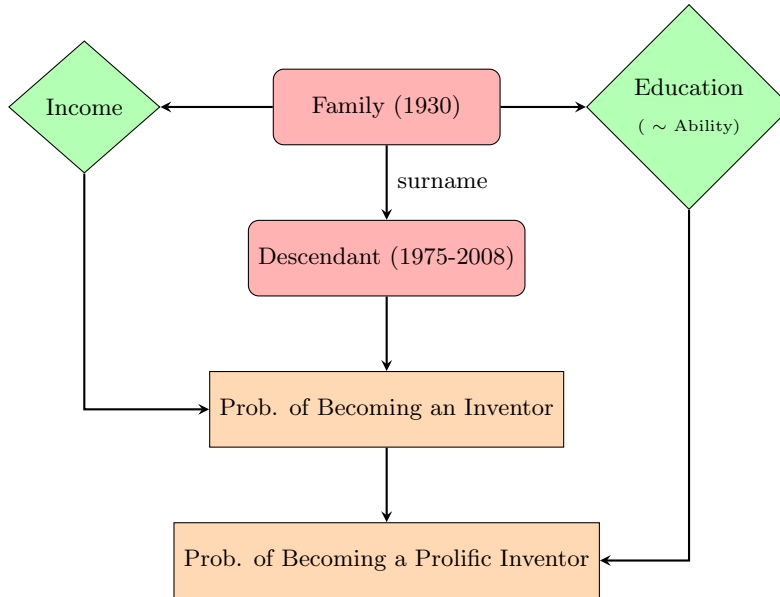 Income
Family (1930)
Education
( ∼ Ability)
surname
Descendant (1975-2008)
Prob. of Becoming an Inventor
Prob. of Becoming a Prolific Inventor